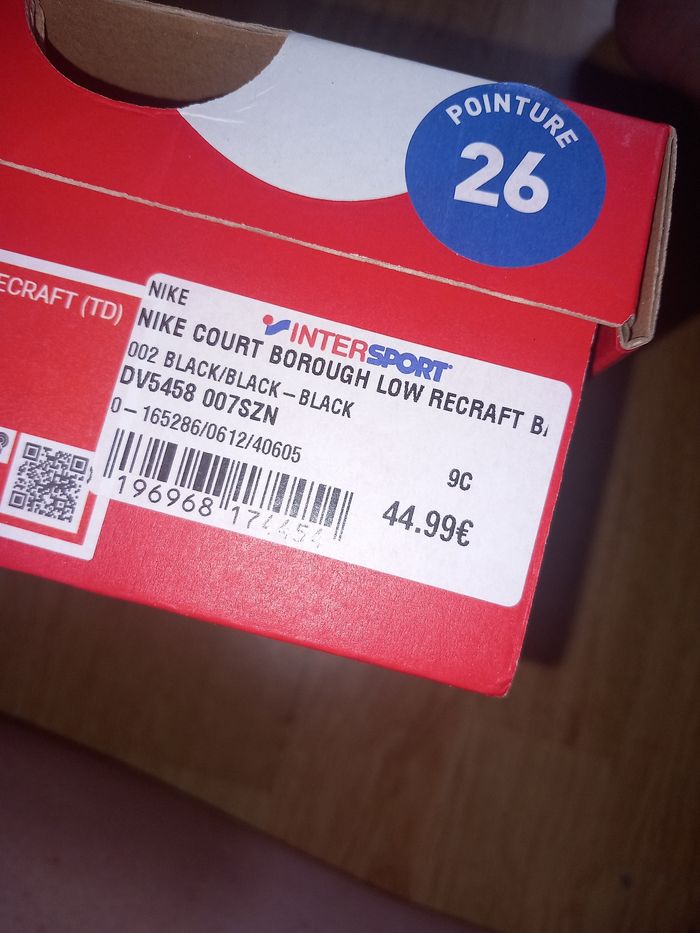 POINTURE
26
ECRAFT (TD)
NIKE
INTERSPORT
NIKE COURT BOROUGH LOW RECRAFT B
002 BLACK/BLACK-BLACK
DV5458 007SZN
0-165286/0612/40605
9C
196968 174454
44.99€